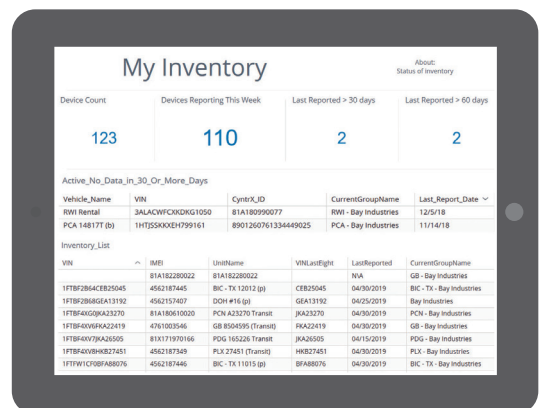 My Inventory
About:
Status of inventory
Device Count Devices Reporting This Week Last Reported > 30 days Last Reported > 60 days
123 110 2 2
Active_No_Data_in_30_Or_More_Days
Vehicle_Name VIN CyntrX_ID CurrentGroupName Last_Report_Date
RWI Rental 3ALACWFCXKDKG1050 81A180990077 RWI - Bay Industries 12/5/18
PCA 14817T (b) 1HTJSSKKXEH799161 8901260761334449025 PCA - Bay Industries 11/14/18
Inventory_List
VIN IMEI UnitName VINLastEight LastReported CurrentGroupName
81A182280022 81A182280022 N\A GB - Bay Industries
1FTBF2B64CEB25045 4562187445 BIC - TX 12012 (p) CEB25045 04/30/2019 BIC - TX - Bay Industries
1FTBF2B68GEA13192 4562157407 DOH #16 (p) GEA13192 04/25/2019 Bay Industries
1FTBF4XG0JKA23270 81A180610020 PCN A23270 Transit JKA23270 04/30/2019 PCN - Bay Industries
1FTBF4XV6FKA22419 4761003546 GB 8504595 (Transit) FKA22419 04/30/2019 GB - Bay Industries
1FTBF4XV7JKA26505 81X171970166 PDG 165226 Transit JKA26505 04/15/2019 PDG - Bay Industries
1FTBF4XV8HKB27451 4562187349 PLX 27451 (Transit) HKB27451 04/30/2019 PLX - Bay Industries
1FTFW1CF0BFA88076 4562187446 BIC - TX 11015 (p) BFA88076 04/30/2019 BIC - TX - Bay Industries